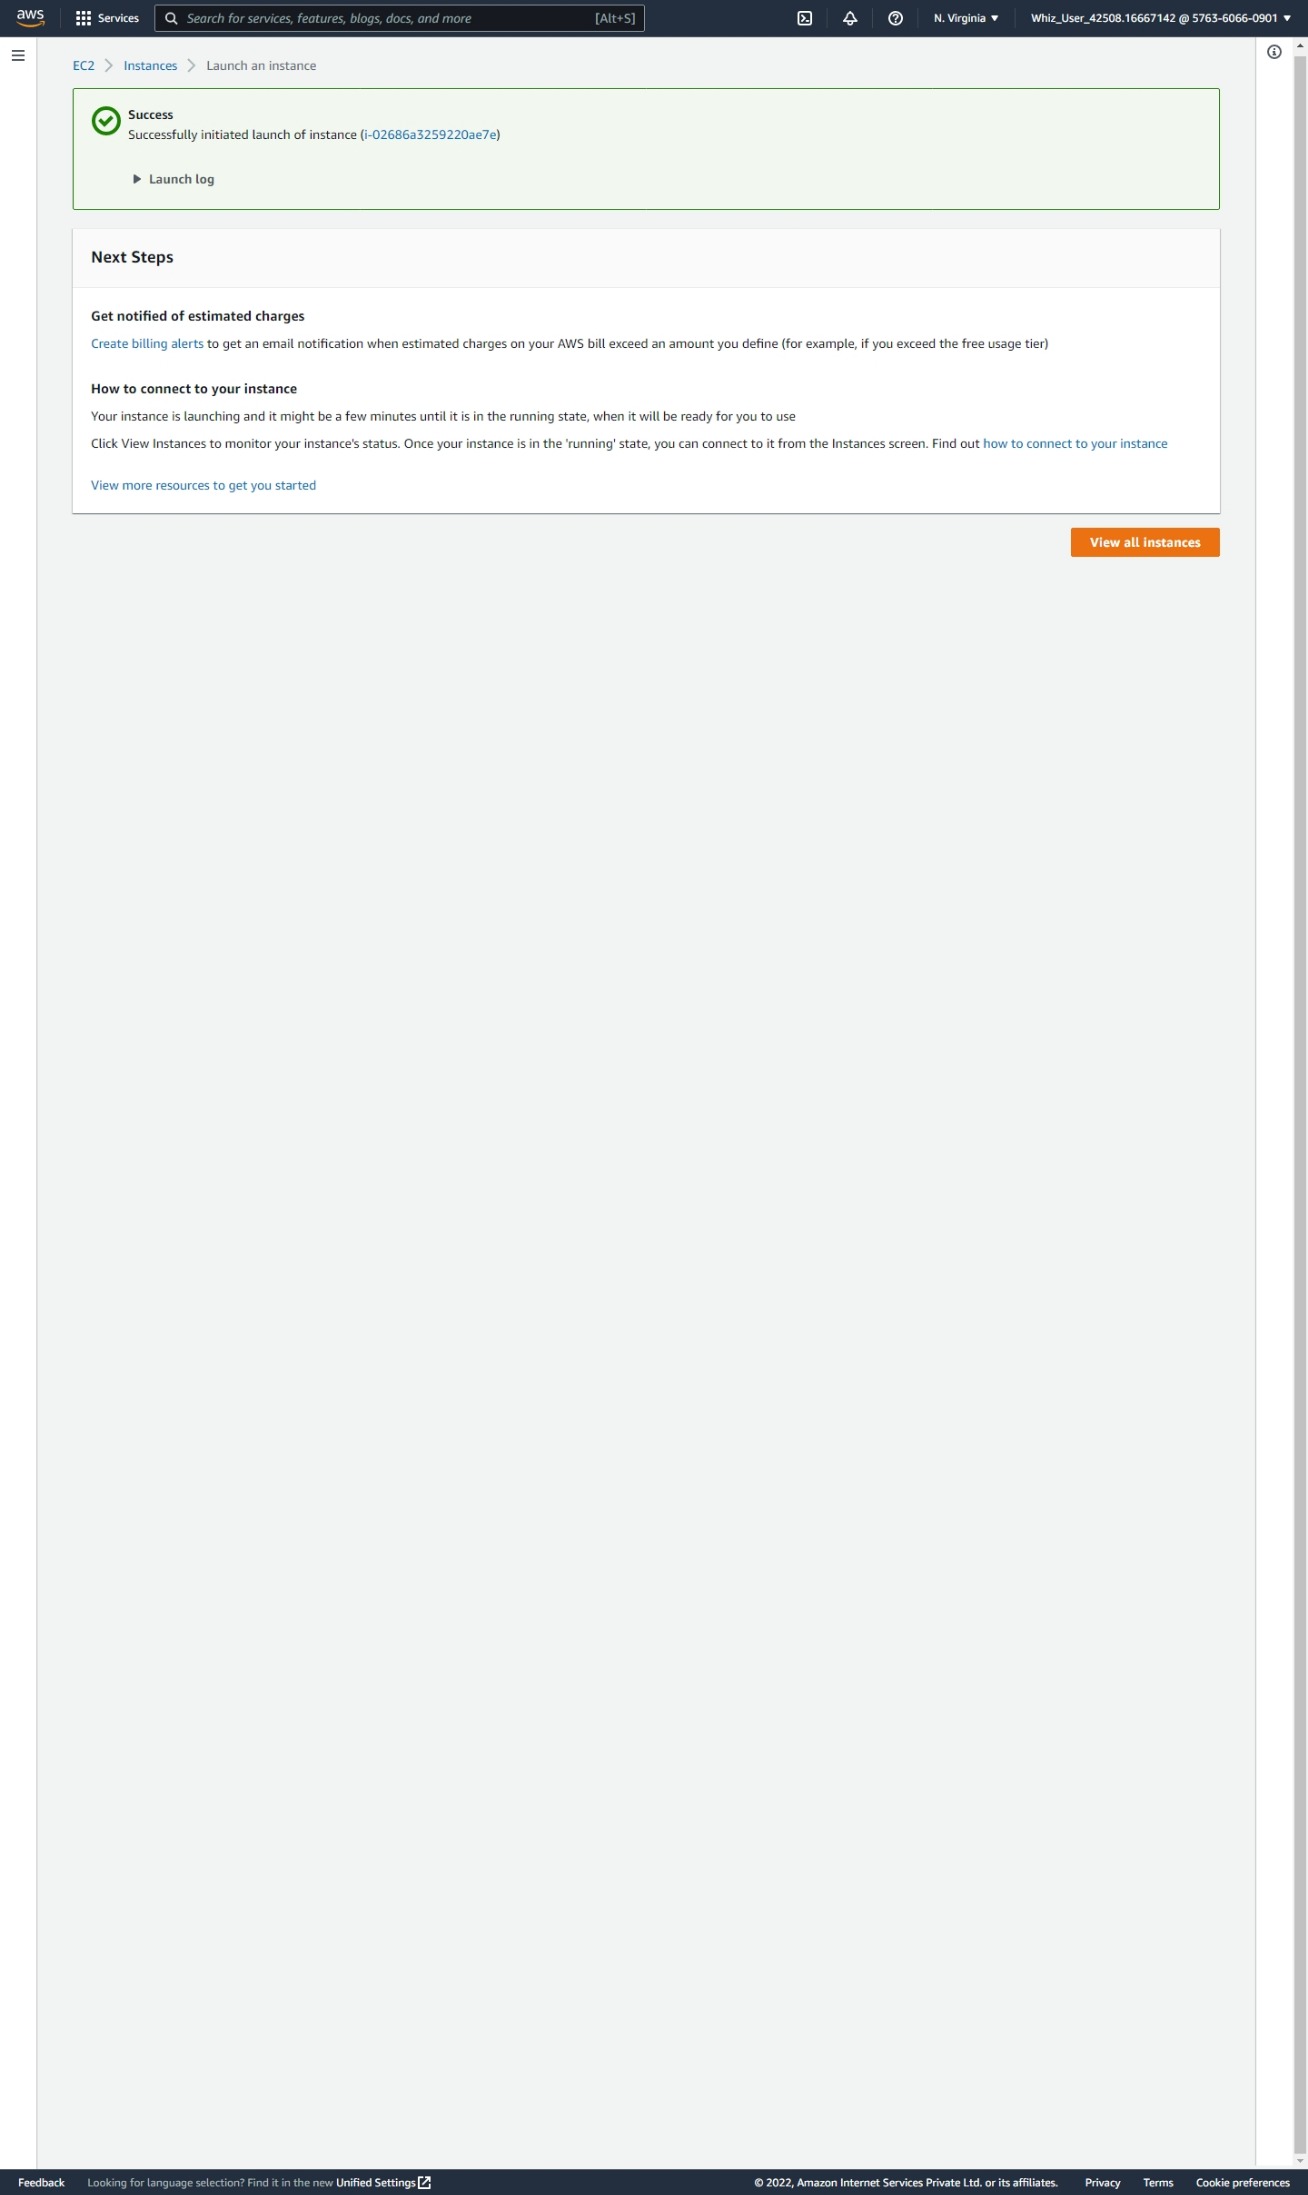 aws
Services
Search for services, features, blogs, docs, and more
[Alt+S]
N. Virginia
Whiz_User_42508.16667142 @ 5763-6066-0901
EC2
Instances
Launch an instance
Success
Successfully initiated launch of instance (i-02686a3259220ae7e)
Launch log
Next Steps
Get notified of estimated charges
Create billing alerts to get an email notification when estimated charges on your AWS bill exceed an amount you define (for example, if you exceed the free usage tier)
How to connect to your instance
Your instance is launching and it might be a few minutes until it is in the running state, when it will be ready for you to use
Click View Instances to monitor your instance's status. Once your instance is in the 'running' state, you can connect to it from the Instances screen. Find out how to connect to your instance
View more resources to get you started
View all instances
Feedback
Looking for language selection? Find it in the new Unified Settings
© 2022, Amazon Internet Services Private Ltd. or its affiliates.
Privacy
Terms
Cookie preferences